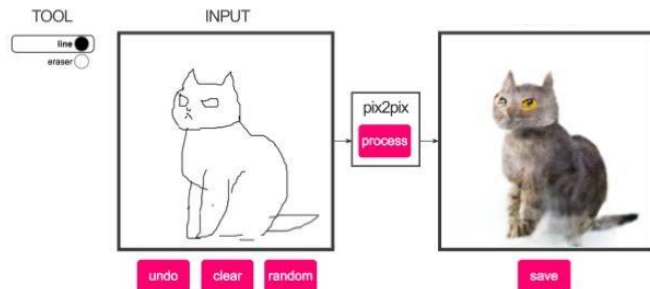 TOOL
line
eraser
INPUT
undo
clear
random
pix2pix
process
save